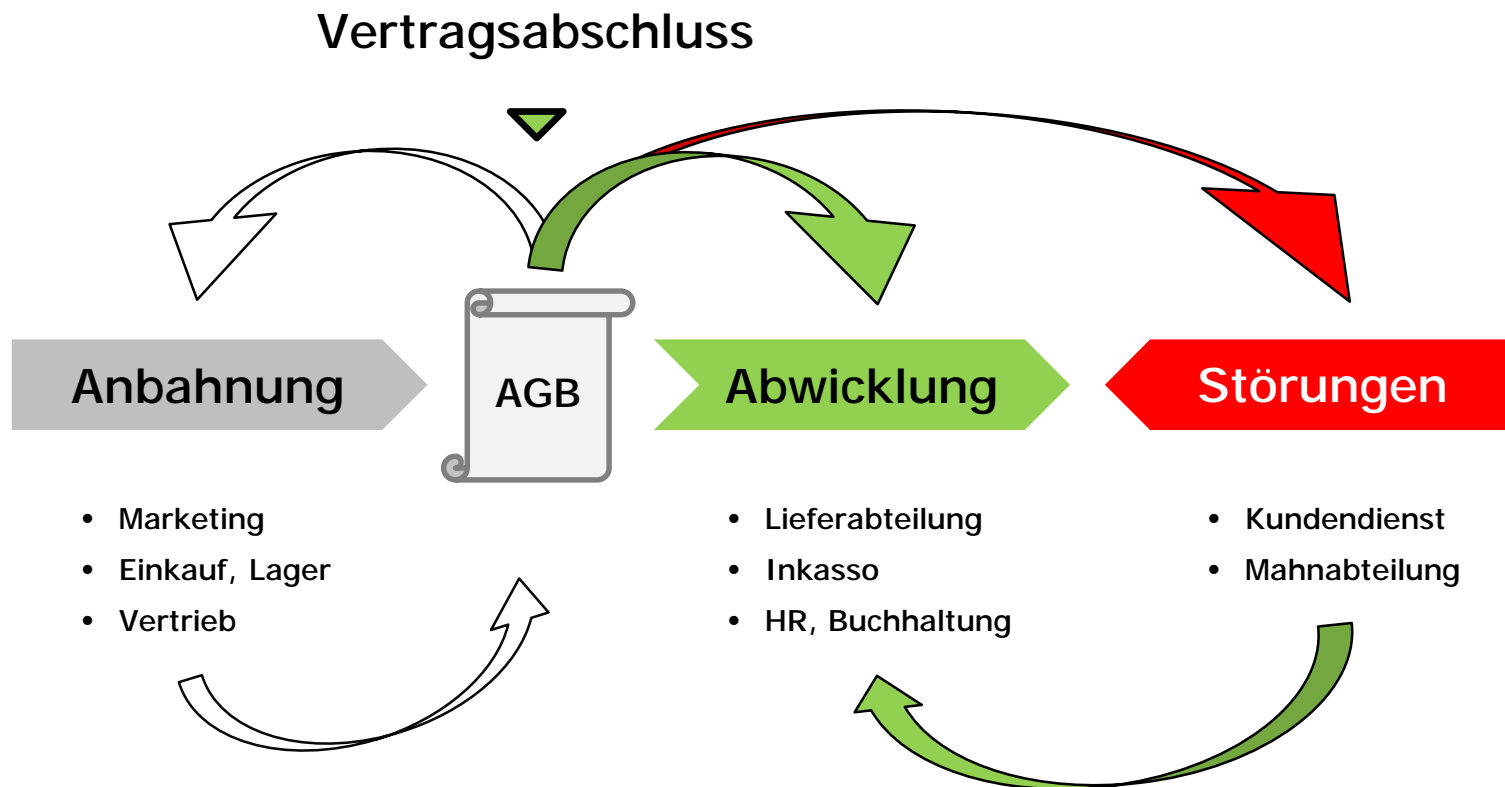 Vertragsabschluss
Anbahnung
AGB
Abwicklung
Störungen
• Marketing
• Einkauf, Lager
• Vertrieb
• Lieferabteilung
• Inkasso
• HR, Buchhaltung
• Kundendienst
• Mahnabteilung